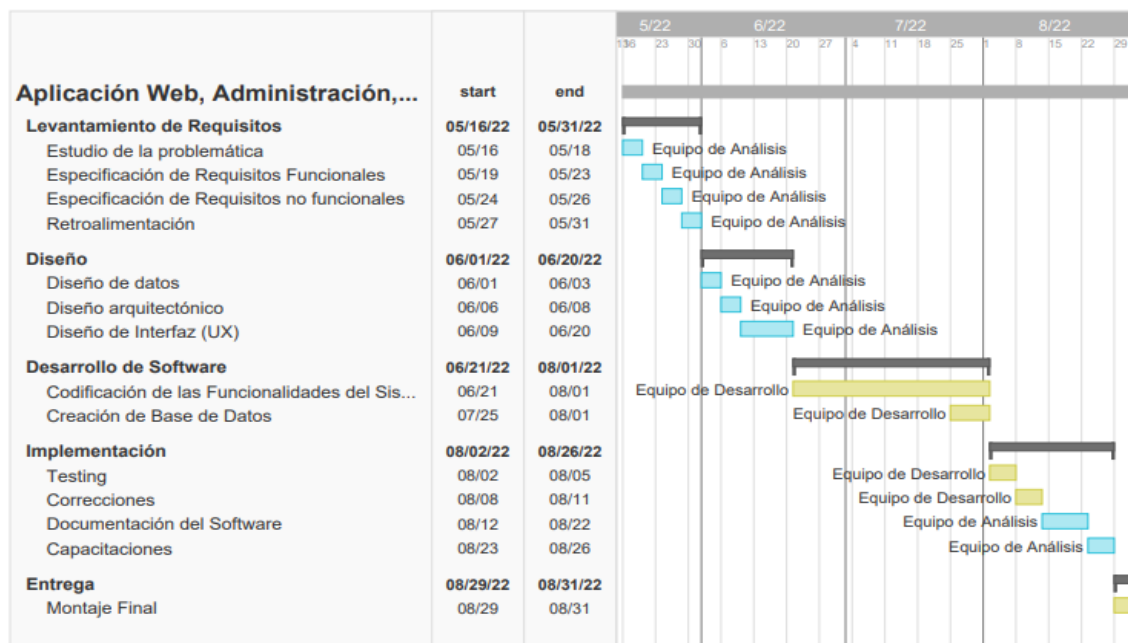 5/22 6/22 7/22 8/22
16 23 30 6 13 20 27 4 11 18 25 1 8 15 22 29
Aplicación Web, Administración,... start end
Levantamiento de Requisitos 05/16/22 05/31/22
Estudio de la problemática 05/16 05/18 Equipo de Análisis
Especificación de Requisitos Funcionales 05/19 05/23 Equipo de Análisis
Especificación de Requisitos no funcionales 05/24 05/26 Equipo de Análisis
Retroalimentación 05/27 05/31 Equipo de Análisis
Diseño 06/01/22 06/20/22
Diseño de datos 06/01 06/03 Equipo de Análisis
Diseño arquitectónico 06/06 06/08 Equipo de Análisis
Diseño de Interfaz (UX) 06/09 06/20 Equipo de Análisis
Desarrollo de Software 06/21/22 08/01/22
Codificación de las Funcionalidades del Sis... 06/21 08/01 Equipo de Desarrollo
Creación de Base de Datos 07/25 08/01 Equipo de Desarrollo
Implementación 08/02/22 08/26/22
Testing 08/02 08/05 Equipo de Desarrollo
Correcciones 08/08 08/11 Equipo de Desarrollo
Documentación del Software 08/12 08/22 Equipo de Análisis
Capacitaciones 08/23 08/26 Equipo de Análisis
Entrega 08/29/22 08/31/22
Montaje Final 08/29 08/31